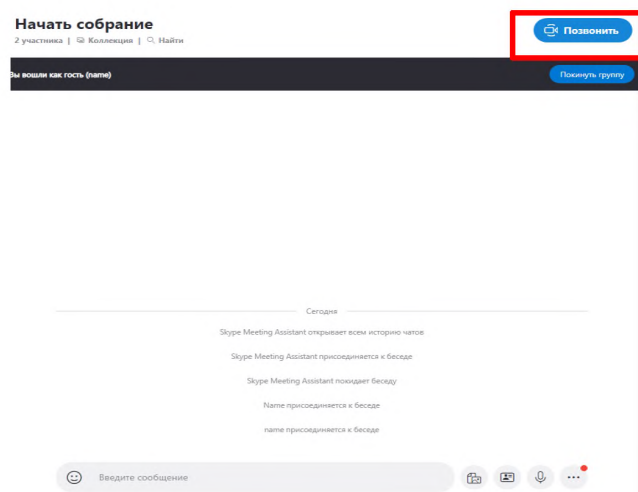 Начать собрание
2 участника | Коллекция | Найти
Позвонить
Вы вошли как гость (name)
Покинуть группу
Сегодня
Skype Meeting Assistant открывает всем историю чатов
Skype Meeting Assistant присоединяется к беседе
Skype Meeting Assistant покидает беседу
Name присоединяется к беседе
name присоединяется к беседе
Введите сообщение